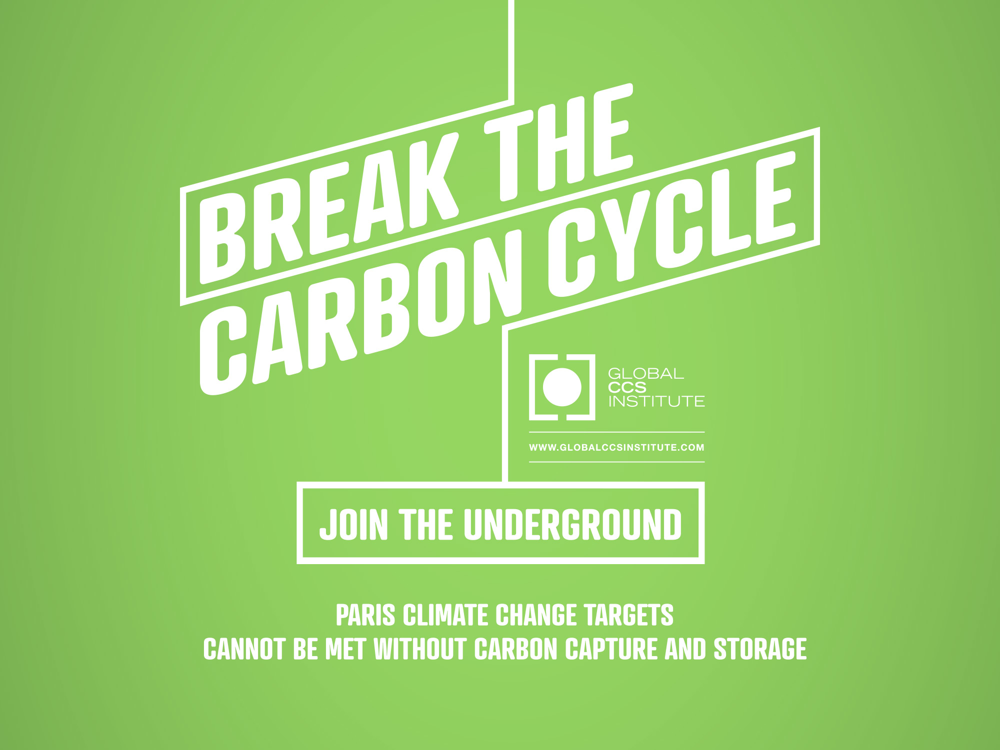 BREAK THE
CARBON CYCLE
GLOBAL
CCS
INSTITUTE
WWW.GLOBALCCSINSTITUTE.COM
JOIN THE UNDERGROUND
PARIS CLIMATE CHANGE TARGETS
CANNOT BE MET WITHOUT CARBON CAPTURE AND STORAGE